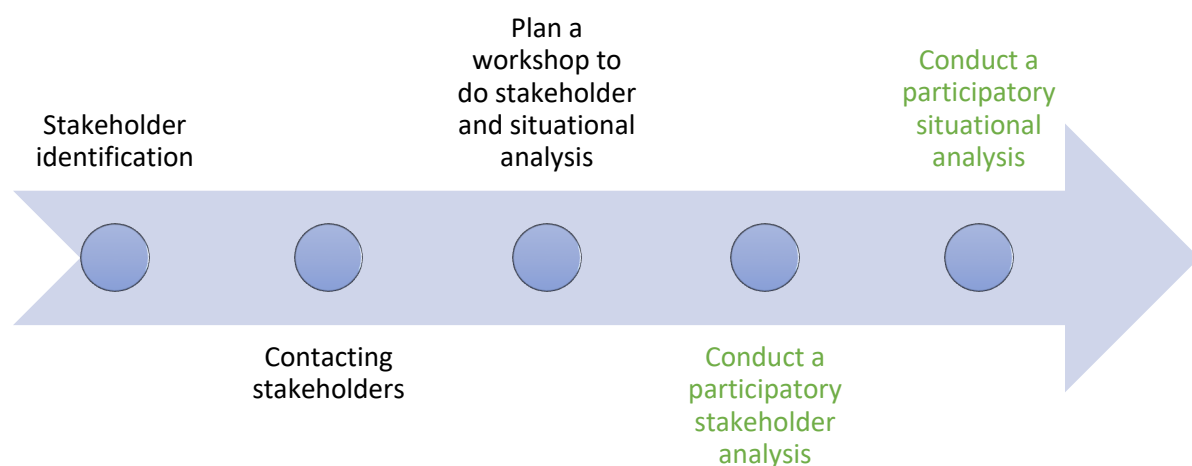 Stakeholder
identification
Contacting
stakeholders
Plan a
workshop to
do stakeholder
and situational
analysis
Conduct a
participatory
stakeholder
analysis
Conduct a
participatory
situational
analysis